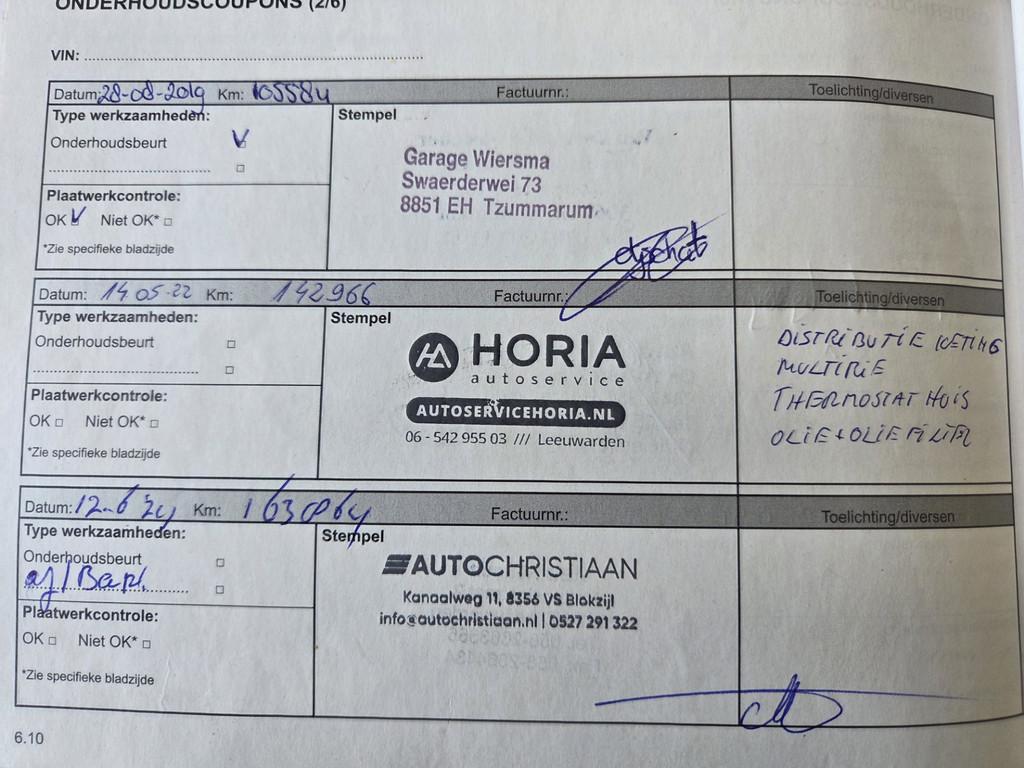 ONDERHOUDSCOUPONS (2/6)
VIN:
Datum: 28-08-2019 Km: 105584 Factuurnr.: Toelichting/diversen
Type werkzaamheden: Stempel
Onderhoudsbeurt
Garage Wiersma
Swaerderwei 73
8851 EH Tzummarum
Plaatwerkcontrole:
OK Niet OK*
*Zie specifieke bladzijde
Datum: 14 05-22 Km: 142966 Factuurnr.: Toelichting/diversen
Type werkzaamheden: Stempel
Onderhoudsbeurt
HORIA
autoservice
AUTOSERVICEHORIA.NL
06 - 542 955 03 /// Leeuwarden
DISTRIBUTIE KETING
MULTIRIE
THERMOSTAT HUIS
OLIE + OLIE FILTER
Plaatwerkcontrole:
OK Niet OK*
*Zie specifieke bladzijde
Datum: 12-6 24 Km: Factuurnr.: Toelichting/diversen
Type werkzaamheden: Stempel
Onderhoudsbeurt
AUTOCHRISTIAAN
Kanaalweg 11, 8356 VS Blokzijl
info@autochristiaan.nl | 0527 291 322
Plaatwerkcontrole:
OK Niet OK*
*Zie specifieke bladzijde
6.10